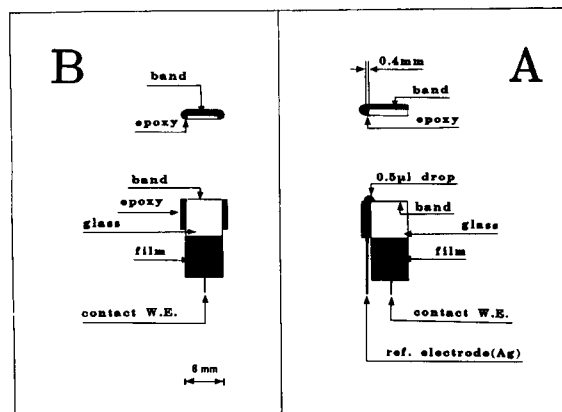 B
band
epoxy
band
epoxy
glass
film
contact W.E.
6 mm
A
0.4mm
band
epoxy
0.5µl drop
band
glass
film
contact W.E.
ref. electrode(Ag)